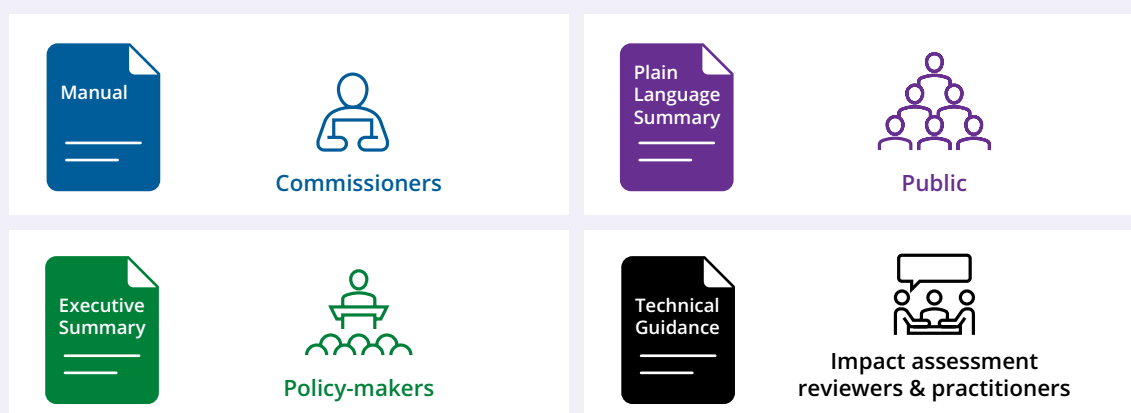 Manual
Commissioners
Plain
Language
Summary
Public
Executive
Summary
Policy-makers
Technical
Guidance
Impact assessment
reviewers & practitioners